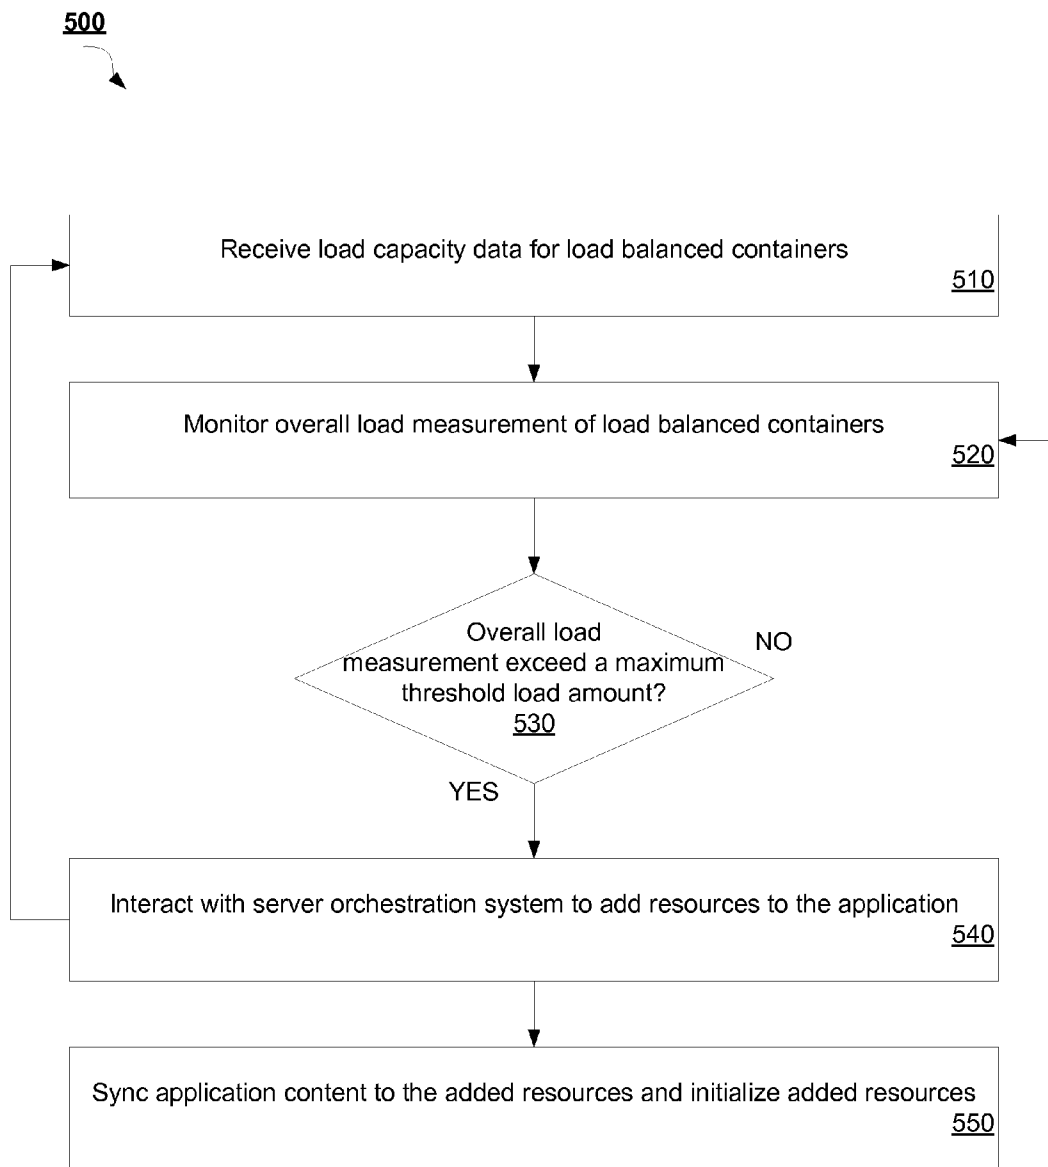 500
Receive load capacity data for load balanced containers
510
Monitor overall load measurement of load balanced containers
520
Overall load
measurement exceed a maximum
threshold load amount?
530
NO
YES
Interact with server orchestration system to add resources to the application
540
Sync application content to the added resources and initialize added resources
550